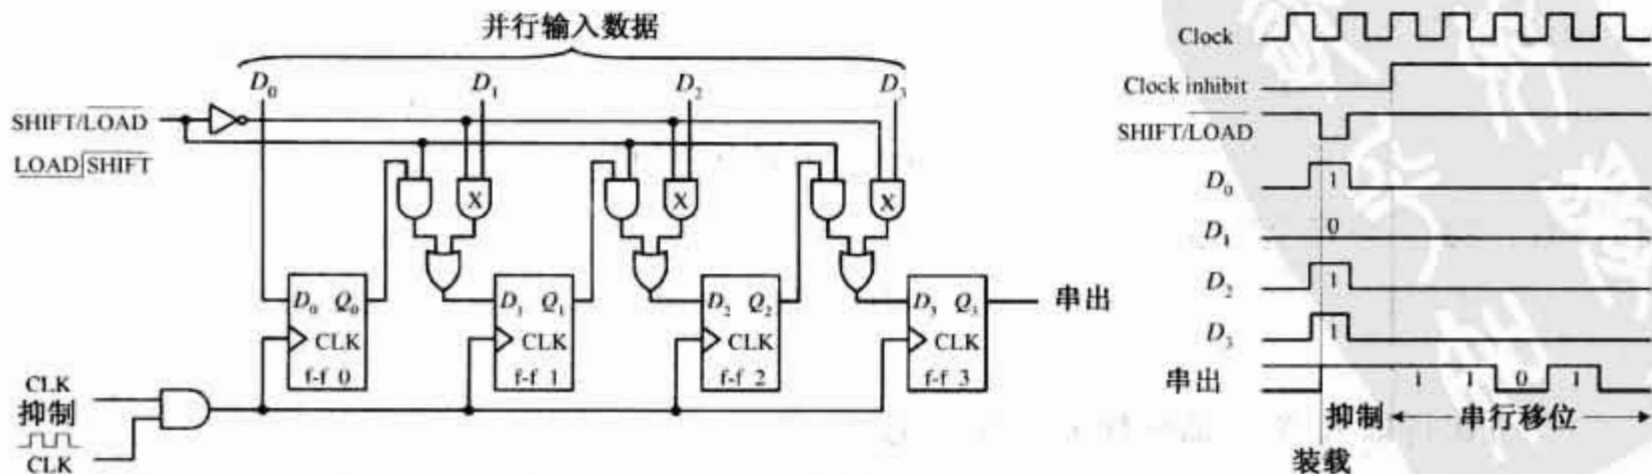 并行输入数据
D₀ D₁ D₂ D₃
SHIFT/LOAD
LOAD|SHIFT
X X X
D₀ Q₀ D₁ Q₁ D₂ Q₂ D₃ Q₃
CLK CLK CLK CLK
f-f 0 f-f 1 f-f 2 f-f 3
串出
CLK
抑制
CLK
Clock
Clock inhibit
SHIFT/LOAD
D₀ 1
D₁ 0
D₂ 1
D₃ 1
串出 1 1 0 1
抑制 串行移位
装载